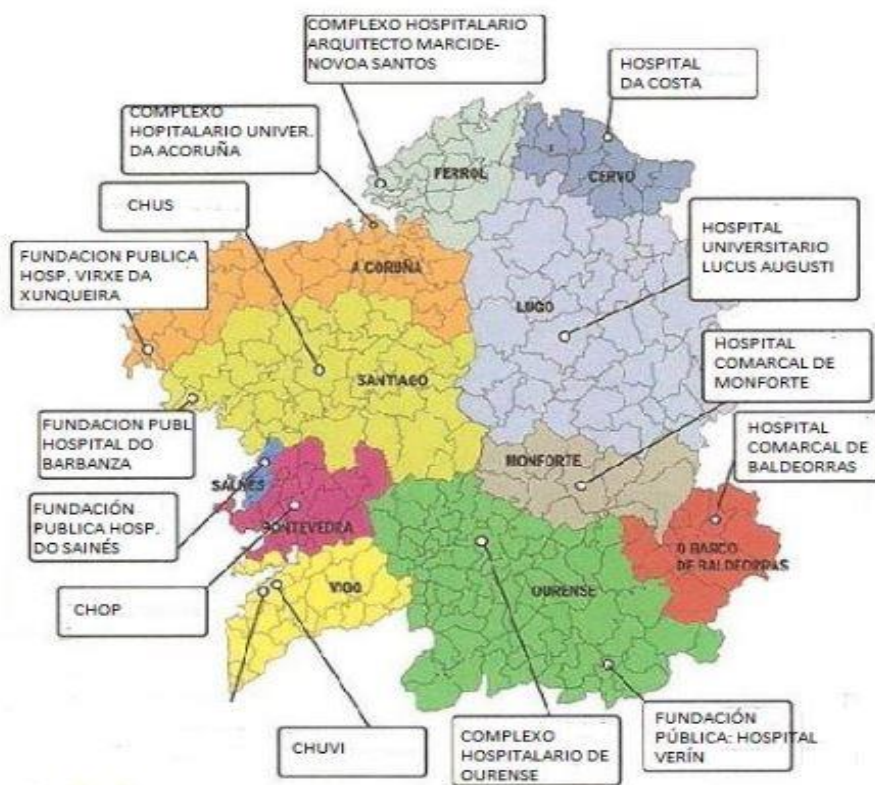 COMPLEXO HOSPITALARIO
ARQUITECTO MARCIDE-
NOVOA SANTOS
HOSPITAL
DA COSTA
COMPLEXO
HOPITALARIO UNIVER.
DA ACORUÑA
FERROL
CERVO
CHUS
HOSPITAL
UNIVERSITARIO
LUCUS AUGUSTI
FUNDACION PUBLICA
HOSP. VIRXE DA
XUNQUEIRA
A CORUÑA
LUGO
HOSPITAL
COMARCAL DE
MONFORTE
SANTIAGO
FUNDACION PUBL
HOSPITAL DO
BARBANZA
HOSPITAL
COMARCAL DE
BALDEORRAS
MONFORTE
SALNÉS
FUNDACIÓN
PUBLICA HOSP.
DO SAINÉS
PONTEVEDRA
O BARCO
DE BALDEORRAS
VIGO
OURENSE
CHOP
CHUVI
COMPLEXO
HOSPITALARIO DE
OURENSE
FUNDACIÓN
PÚBLICA: HOSPITAL
VERÍN